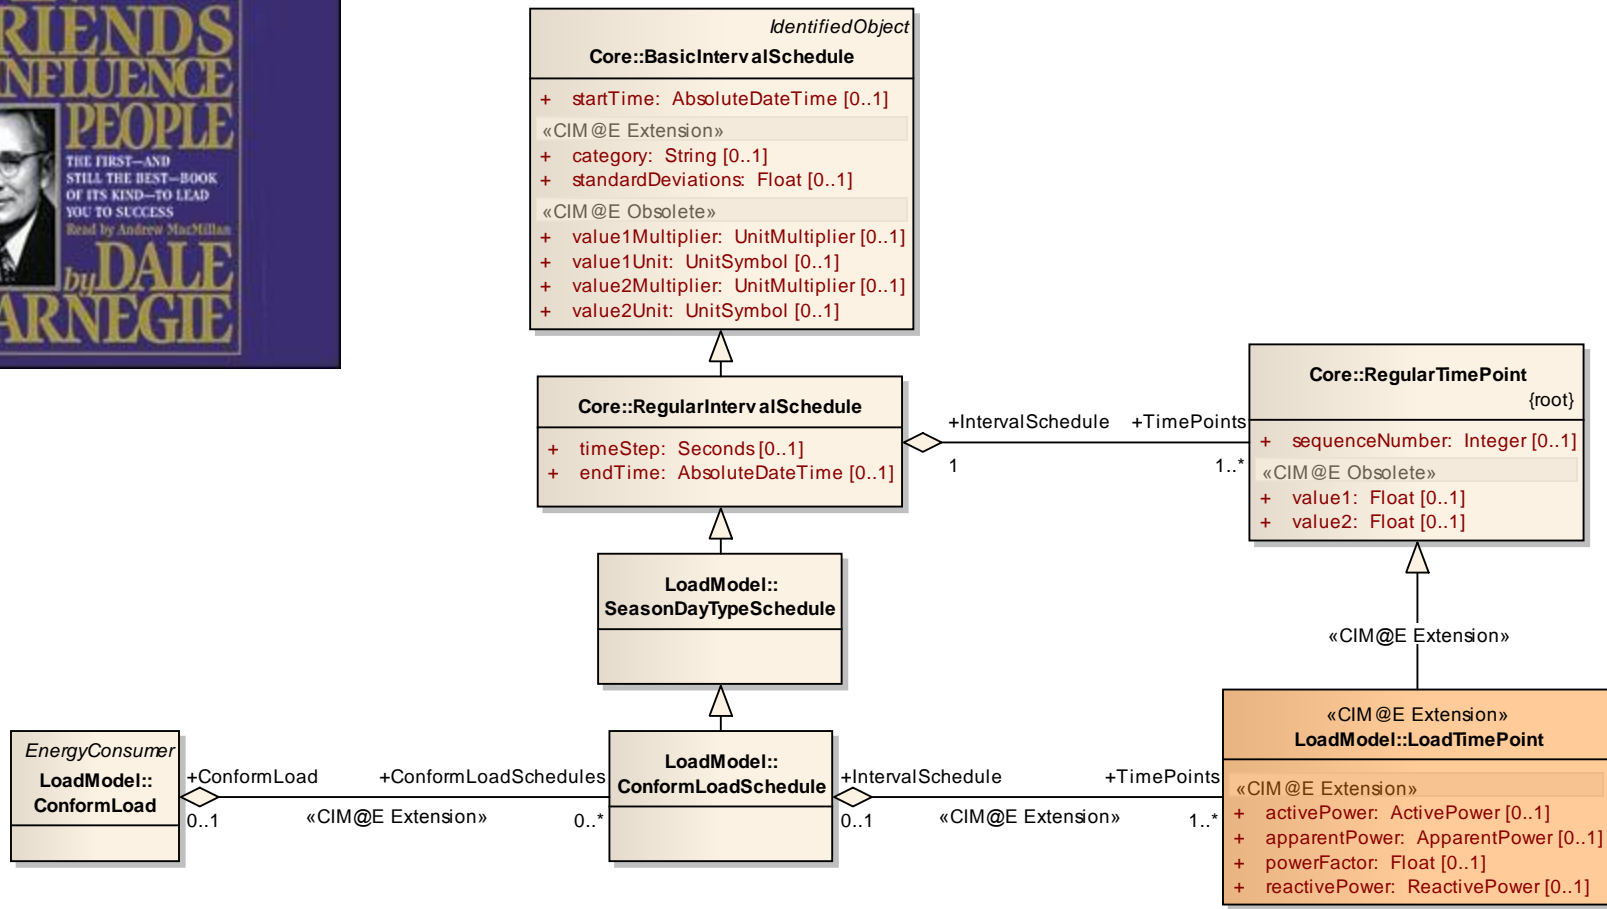 RIENDS
NFLUENCE
PEOPLE
THE FIRST—AND
STILL THE BEST—BOOK
OF ITS KIND—TO LEAD
YOU TO SUCCESS
Read by Andrew MacMillan
by DALE
ARNEGIE
IdentifiedObject
Core::BasicIntervalSchedule
+ startTime: AbsoluteDateTime [0..1]
«CIM@E Extension»
+ category: String [0..1]
+ standardDeviations: Float [0..1]
«CIM@E Obsolete»
+ value1Multiplier: UnitMultiplier [0..1]
+ value1Unit: UnitSymbol [0..1]
+ value2Multiplier: UnitMultiplier [0..1]
+ value2Unit: UnitSymbol [0..1]
Core::RegularIntervalSchedule
+ timeStep: Seconds [0..1]
+ endTime: AbsoluteDateTime [0..1]
+IntervalSchedule +TimePoints
1 1..*
Core::RegularTimePoint
{root}
+ sequenceNumber: Integer [0..1]
«CIM@E Obsolete»
+ value1: Float [0..1]
+ value2: Float [0..1]
LoadModel::
SeasonDayTypeSchedule
«CIM@E Extension»
EnergyConsumer
LoadModel::
ConformLoad
+ConformLoad +ConformLoadSchedules
0..1 «CIM@E Extension» 0..*
LoadModel::
ConformLoadSchedule
+IntervalSchedule +TimePoints
0..1 «CIM@E Extension» 1..*
«CIM@E Extension»
LoadModel::LoadTimePoint
«CIM@E Extension»
+ activePower: ActivePower [0..1]
+ apparentPower: ApparentPower [0..1]
+ powerFactor: Float [0..1]
+ reactivePower: ReactivePower [0..1]